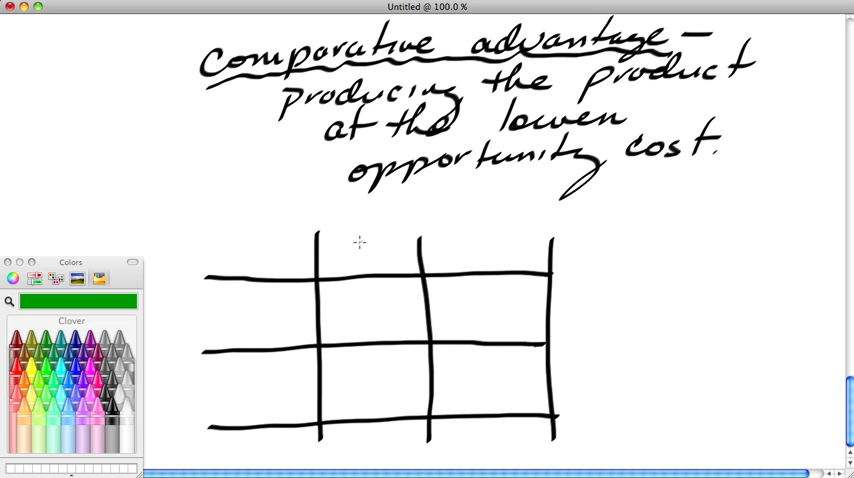 Untitled @ 100.0 %
Comparative advantage –
producing the product
at the lower
opportunity cost.
Colors
Clover